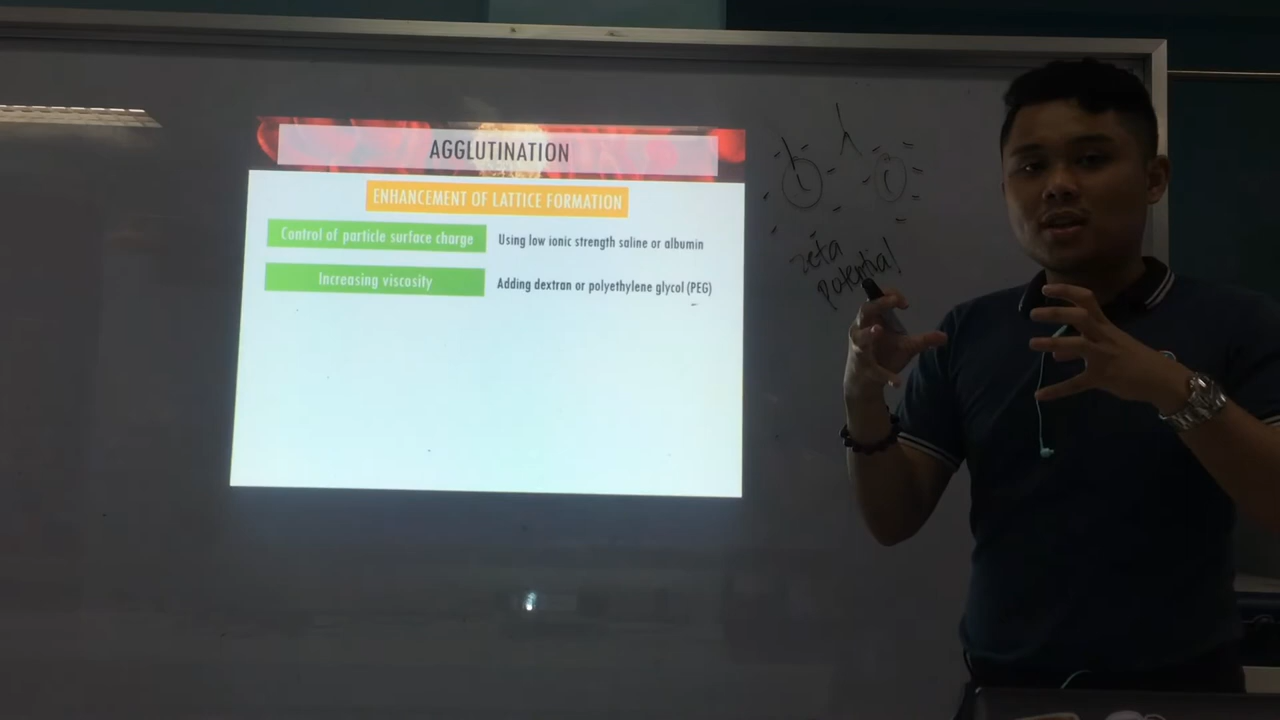 AGGLUTINATION
ENHANCEMENT OF LATTICE FORMATION
Control of particle surface charge
Using low ionic strength saline or albumin
Increasing viscosity
Adding dextran or polyethylene glycol (PEG)
zeta
potential